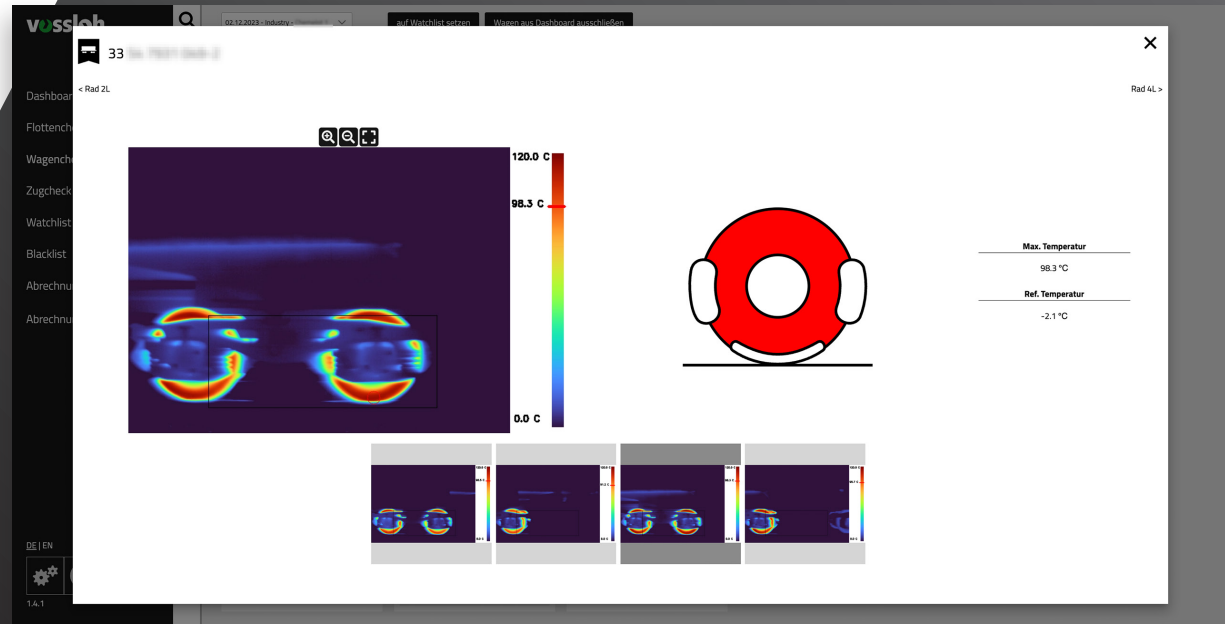 vossloh
02.12.2023 - Industry -
auf Watchlist setzen
Wagen aus Dashboard ausschließen
33
< Rad 2L
Rad 4L >
Dashboar
Flottench
Wagenche
Zugcheck
Watchlist
Blacklist
Abrechnu
Abrechnu
120.0 C
98.3 C
0.0 C
Max. Temperatur
98.3 °C
Ref. Temperatur
-2.1 °C
DE | EN
1.4.1